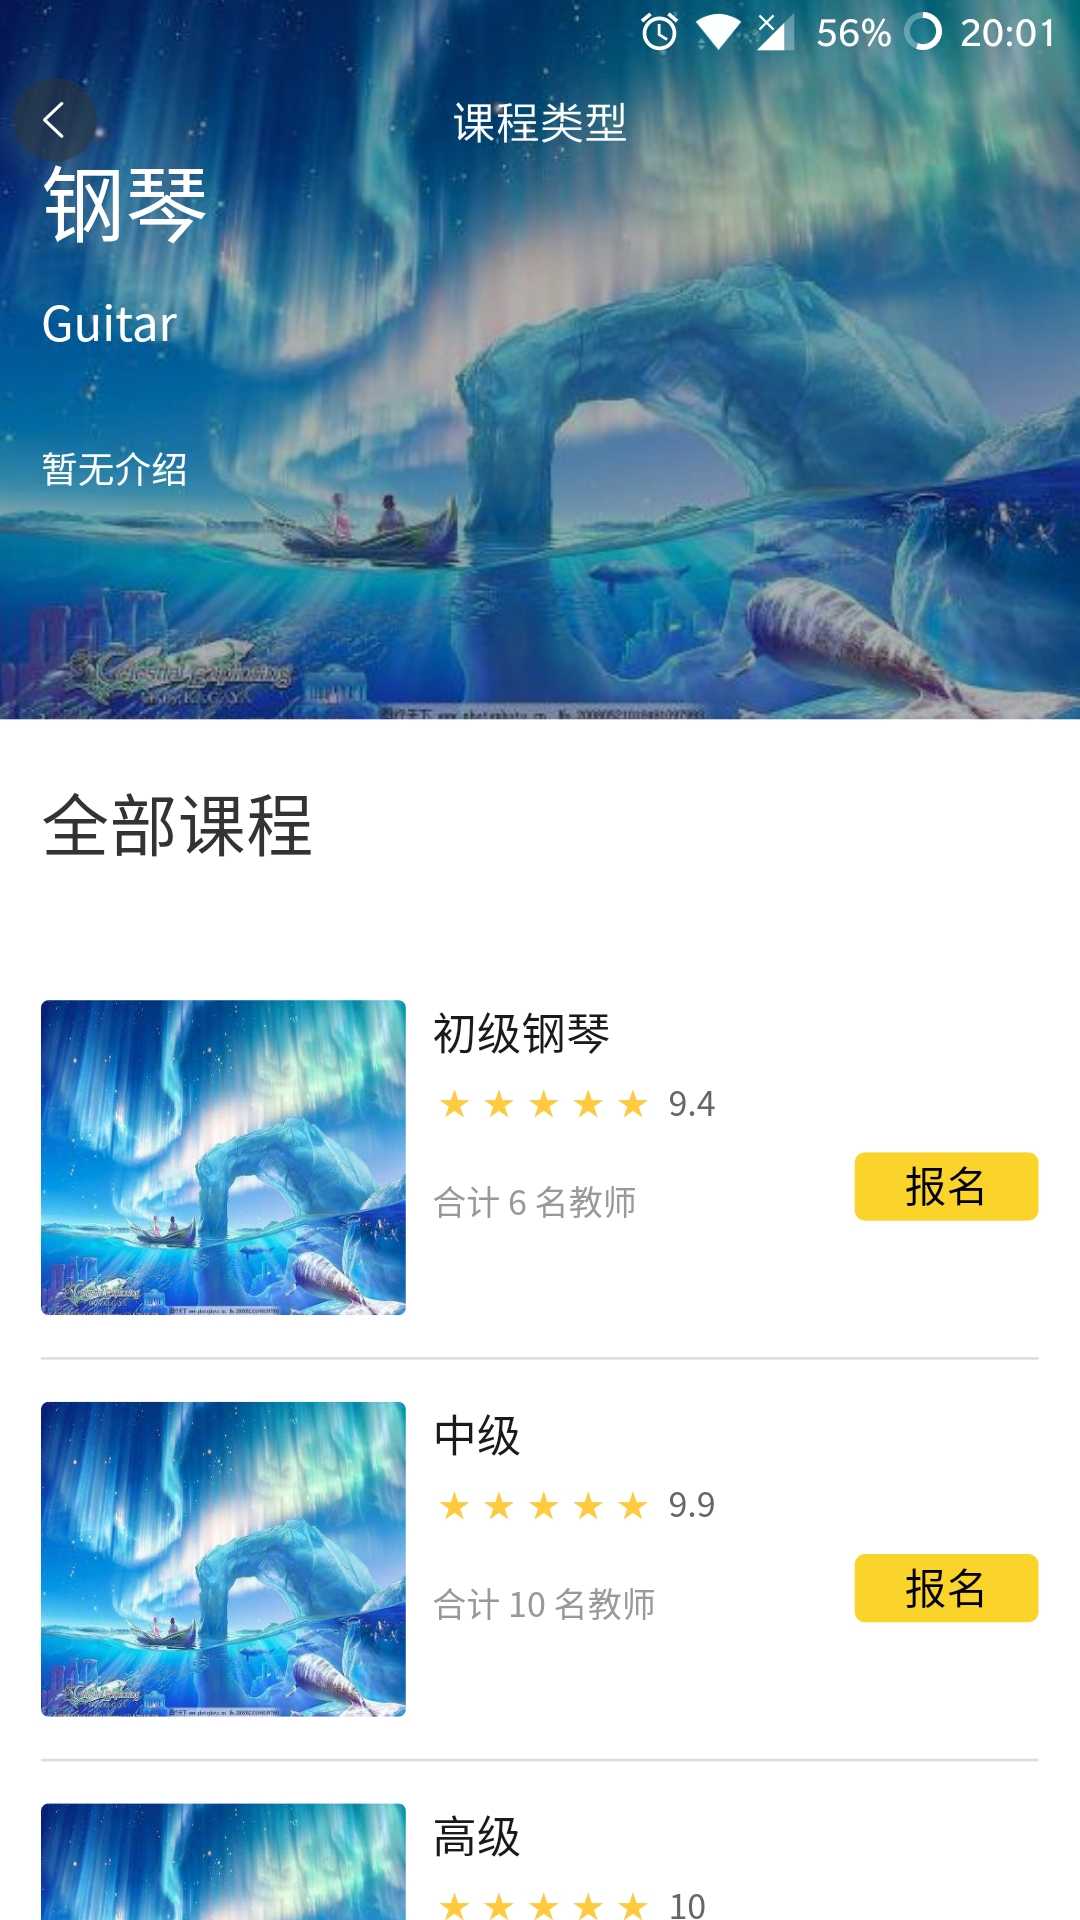 56% 20:01
课程类型
钢琴
Guitar
暂无介绍
全部课程
初级钢琴
9.4
合计 6 名教师
报名
中级
9.9
合计 10 名教师
报名
高级
10